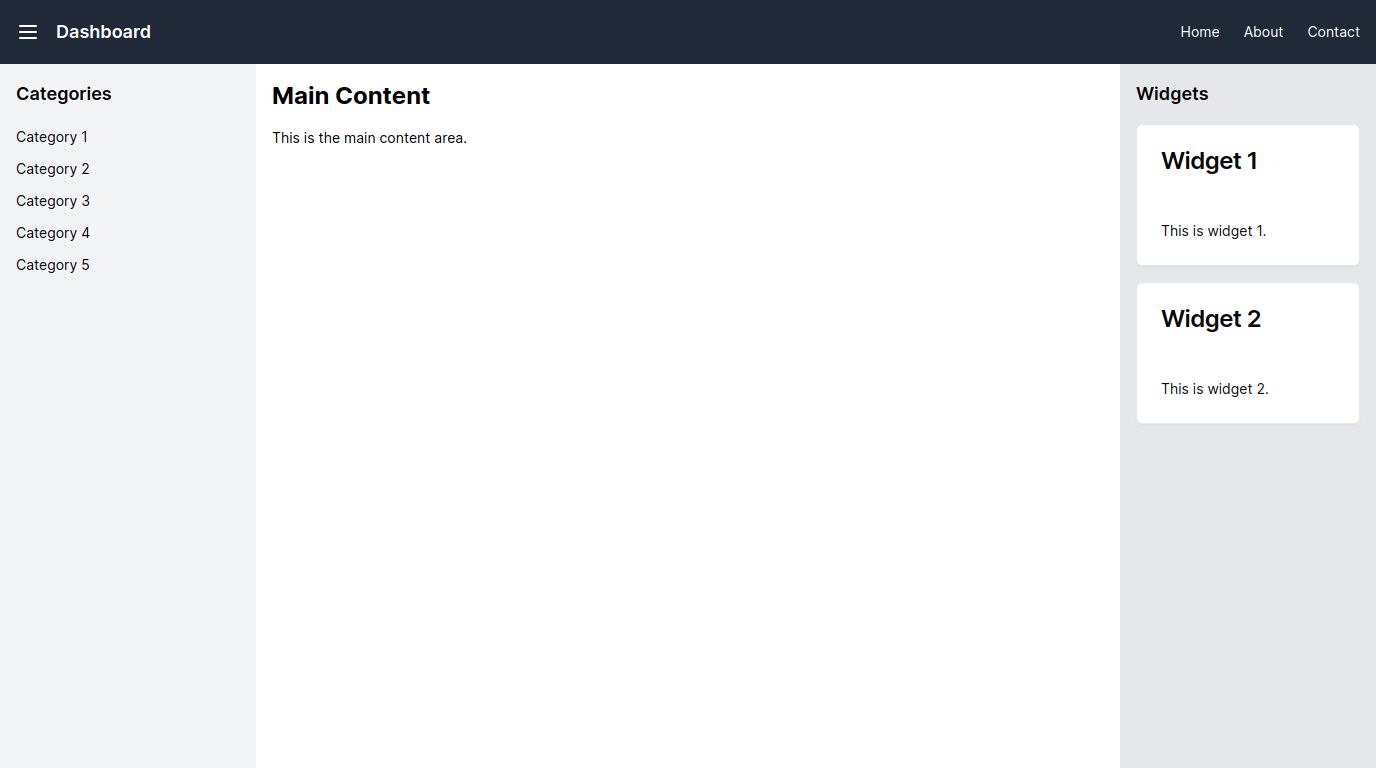 Dashboard
Home
About
Contact
Categories
Category 1
Category 2
Category 3
Category 4
Category 5
Main Content
This is the main content area.
Widgets
Widget 1
This is widget 1.
Widget 2
This is widget 2.